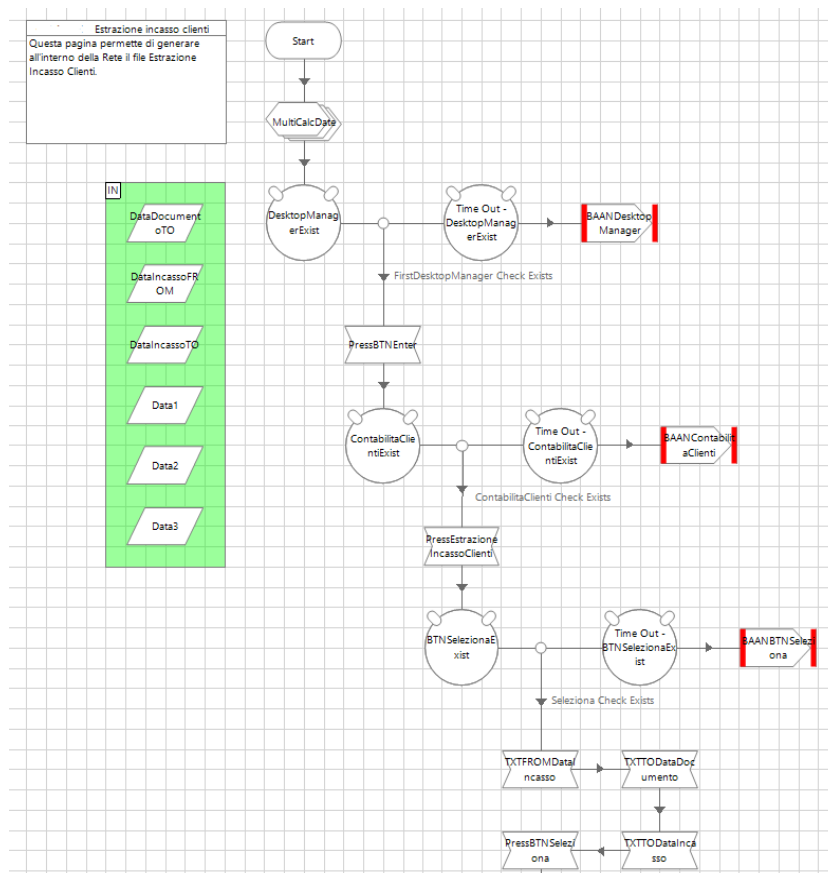 Estrazione incasso clienti
Questa pagina permette di generare
all'interno della Rete il file Estrazione
Incasso Clienti.
Start
MultiCalcDate
IN
DataDocument
oTO
DataIncassoFR
OM
DataIncassoTO
Data1
Data2
Data3
DesktopManag
erExist
Time Out -
DesktopManag
erExist
BAANDesktop
Manager
FirstDesktopManager Check Exists
PressBTNEnter
ContabilitaClie
ntiExist
Time Out -
ContabilitaClie
ntiExist
BAANContabilit
aClienti
ContabilitaClienti Check Exists
PressEstrazione
IncassoClienti
BTNSelezionaE
xist
Time Out -
BTNSelezionaEx
ist
BAANBTNSelezi
ona
Seleziona Check Exists
TXTFROMDataI
ncasso
TXTTODataDoc
umento
PressBTNSelezi
ona
TXTTODataInca
sso